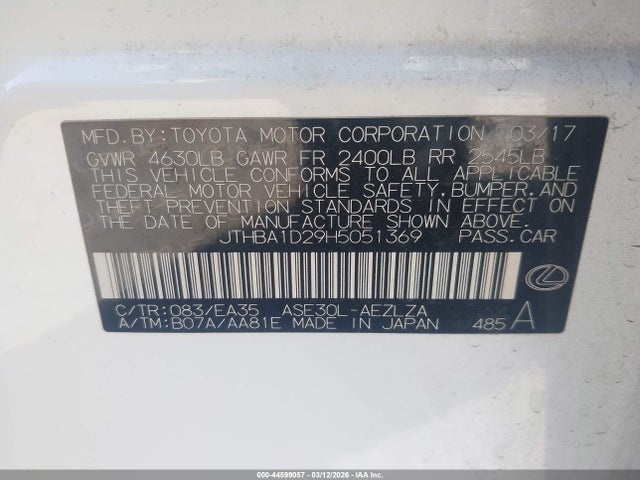 MFD.BY:TOYOTA MOTOR CORPORATION 03/17
GVWR 4630LB GAWR FR 2400LB RR 2545LB
THIS VEHICLE CONFORMS TO ALL APPLICABLE
FEDERAL MOTOR VEHICLE SAFETY,BUMPER,AND
THEFT PREVENTION STANDARDS IN EFFECT ON
THE DATE OF MANUFACTURE SHOWN ABOVE.
JTHBA1D29H5051369 PASS.CAR
C/TR:083/EA35 ASE30L-AEZLZA
A/TM:B07A/AA81E MADE IN JAPAN 485 A
000-44599057 - 03/12/2026 - IAAI.COM